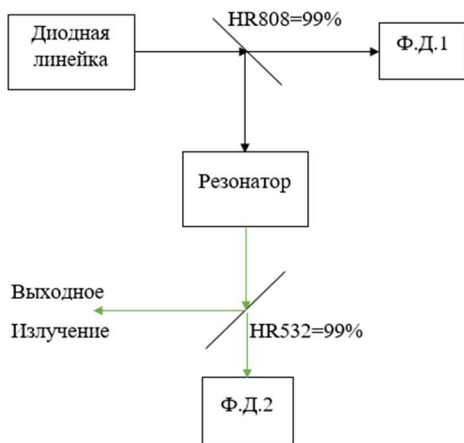 HR808=99%
Диодная
линейка
Ф.Д.1
Резонатор
Выходное
Излучение
HR532=99%
Ф.Д.2